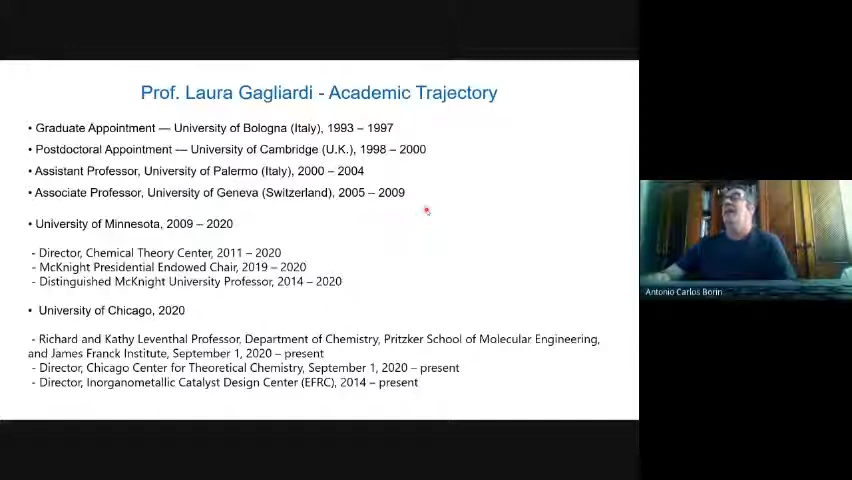 Prof. Laura Gagliardi - Academic Trajectory
• Graduate Appointment — University of Bologna (Italy), 1993 – 1997
• Postdoctoral Appointment — University of Cambridge (U.K.), 1998 – 2000
• Assistant Professor, University of Palermo (Italy), 2000 – 2004
• Associate Professor, University of Geneva (Switzerland), 2005 – 2009
• University of Minnesota, 2009 – 2020
- Director, Chemical Theory Center, 2011 – 2020
- McKnight Presidential Endowed Chair, 2019 – 2020
- Distinguished McKnight University Professor, 2014 – 2020
• University of Chicago, 2020
- Richard and Kathy Leventhal Professor, Department of Chemistry, Pritzker School of Molecular Engineering,
and James Franck Institute, September 1, 2020 – present
- Director, Chicago Center for Theoretical Chemistry, September 1, 2020 – present
- Director, Inorganometallic Catalyst Design Center (EFRC), 2014 – present
Antonio Carlos Borin